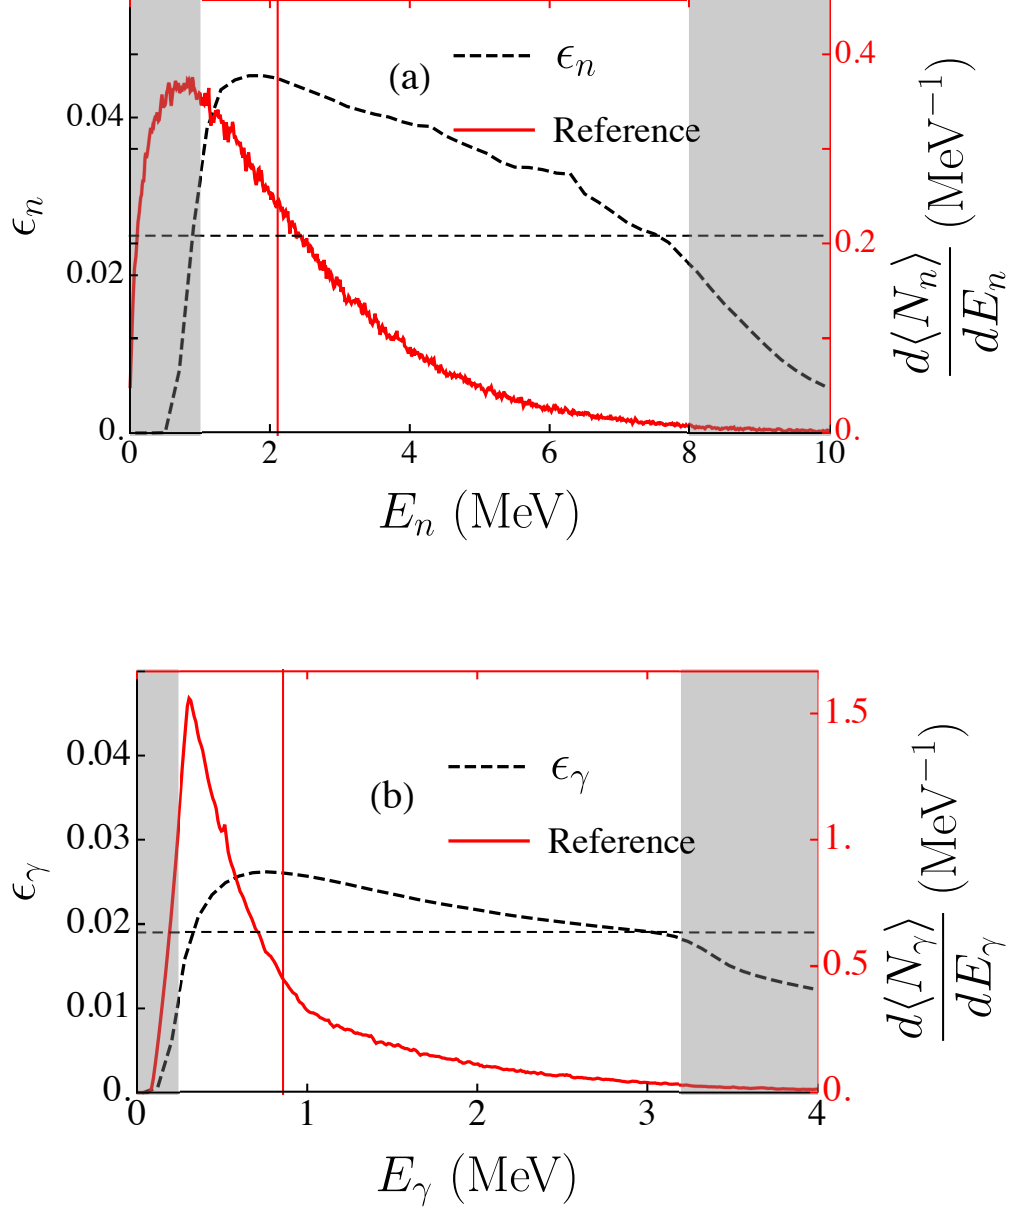 (a)
ϵn
Reference
0.04
0.02
0.
0.4
0.2
0.
ϵn
d⟨Nn⟩/dEn (MeV−1)
0 2 4 6 8 10
En (MeV)
(b)
ϵγ
Reference
0.04
0.03
0.02
0.01
0.
1.5
1.
0.5
0.
ϵγ
d⟨Nγ⟩/dEγ (MeV−1)
0 1 2 3 4
Eγ (MeV)